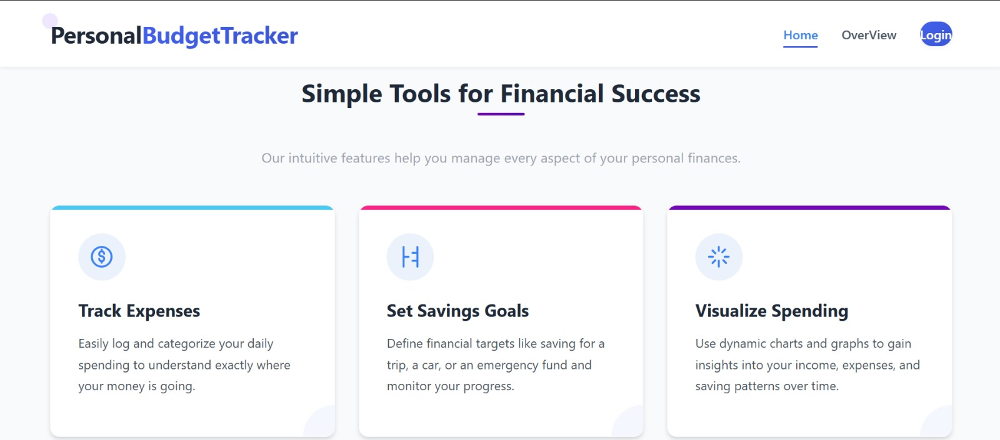 PersonalBudgetTracker
Home
OverView
Login
Simple Tools for Financial Success
Our intuitive features help you manage every aspect of your personal finances.
Track Expenses
Easily log and categorize your daily
spending to understand exactly where
your money is going.
Set Savings Goals
Define financial targets like saving for a
trip, a car, or an emergency fund and
monitor your progress.
Visualize Spending
Use dynamic charts and graphs to gain
insights into your income, expenses, and
saving patterns over time.